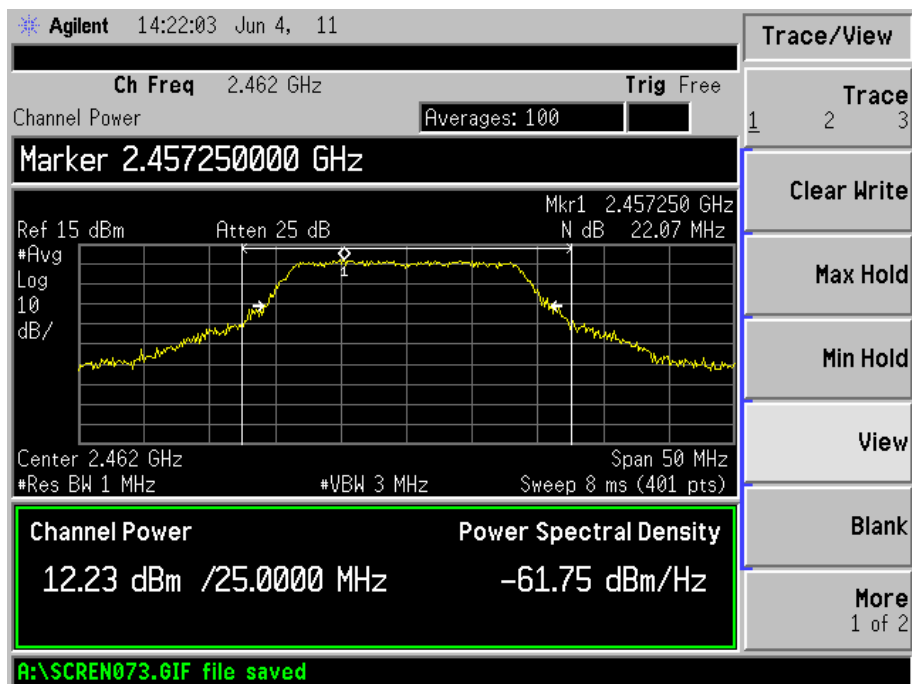 Agilent 14:22:03 Jun 4, 11
Trace/View
Ch Freq 2.462 GHz Trig Free
Channel Power Averages: 100
Trace
1 2 3
Marker 2.457250000 GHz
Clear Write
Mkr1 2.457250 GHz
Ref 15 dBm Atten 25 dB N dB 22.07 MHz
#Avg
Log
10
dB/
1
Max Hold
Min Hold
View
Center 2.462 GHz Span 50 MHz
#Res BW 1 MHz #VBW 3 MHz Sweep 8 ms (401 pts)
Channel Power Power Spectral Density
12.23 dBm /25.0000 MHz -61.75 dBm/Hz
Blank
More
1 of 2
A:\SCREN073.GIF file saved